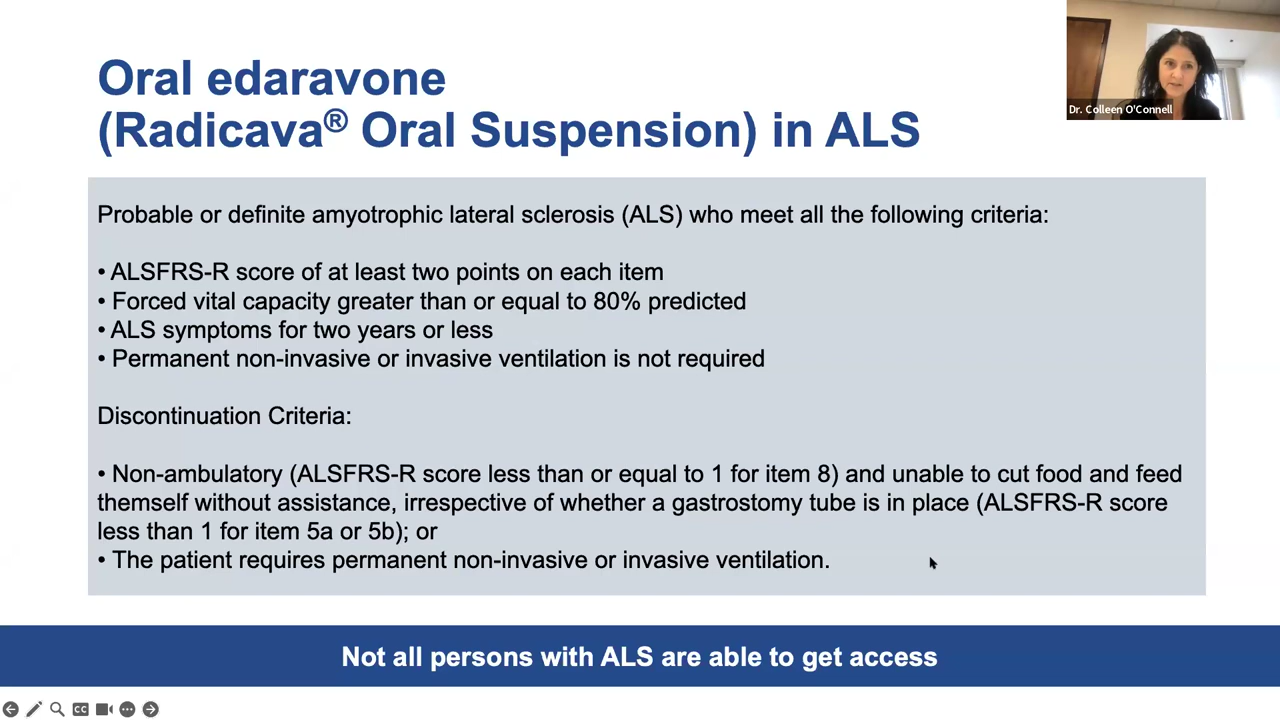 Oral edaravone
(Radicava® Oral Suspension) in ALS
Dr. Colleen O'Connell
Probable or definite amyotrophic lateral sclerosis (ALS) who meet all the following criteria:
• ALSFRS-R score of at least two points on each item
• Forced vital capacity greater than or equal to 80% predicted
• ALS symptoms for two years or less
• Permanent non-invasive or invasive ventilation is not required
Discontinuation Criteria:
• Non-ambulatory (ALSFRS-R score less than or equal to 1 for item 8) and unable to cut food and feed
themself without assistance, irrespective of whether a gastrostomy tube is in place (ALSFRS-R score
less than 1 for item 5a or 5b); or
• The patient requires permanent non-invasive or invasive ventilation.
Not all persons with ALS are able to get access
CC